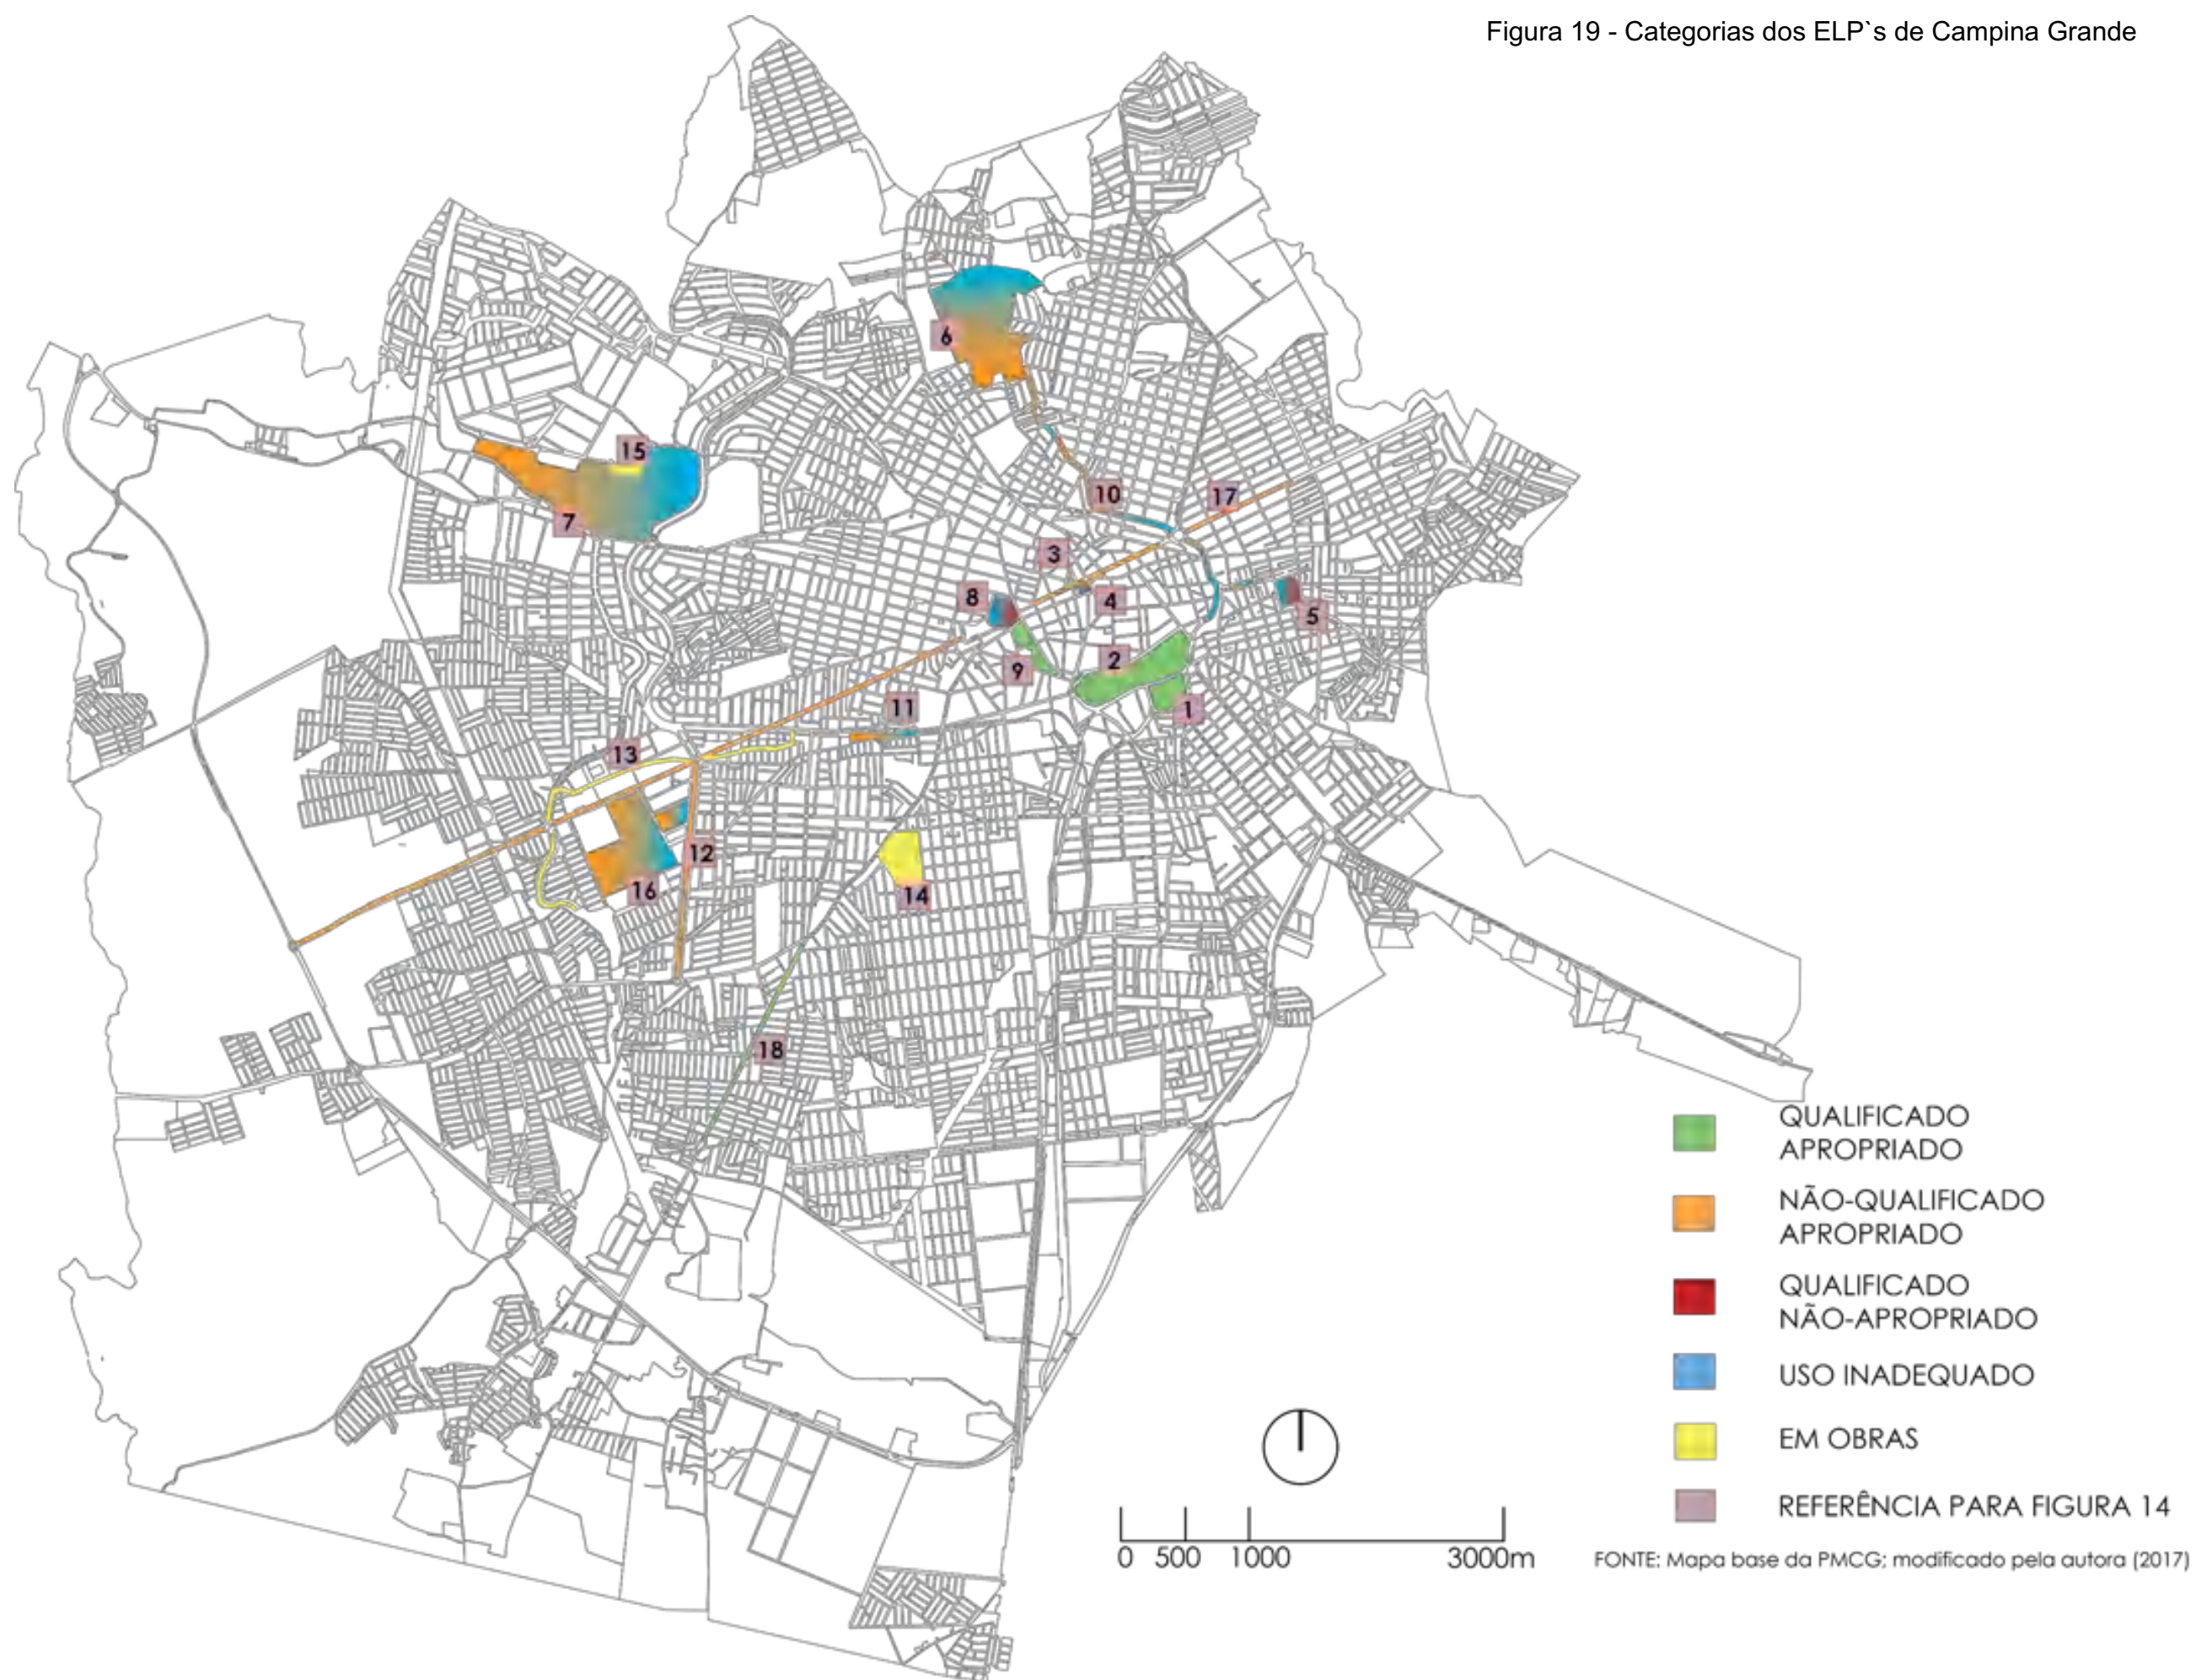 Figura 19 - Categorias dos ELP`s de Campina Grande
6
15
7
10
17
3
8
4
5
9
2
11
1
13
12
16
14
18
QUALIFICADO
APROPRIADO
NÃO-QUALIFICADO
APROPRIADO
QUALIFICADO
NÃO-APROPRIADO
USO INADEQUADO
EM OBRAS
REFERÊNCIA PARA FIGURA 14
0 500 1000 3000m
FONTE: Mapa base da PMCG; modificado pela autora (2017)